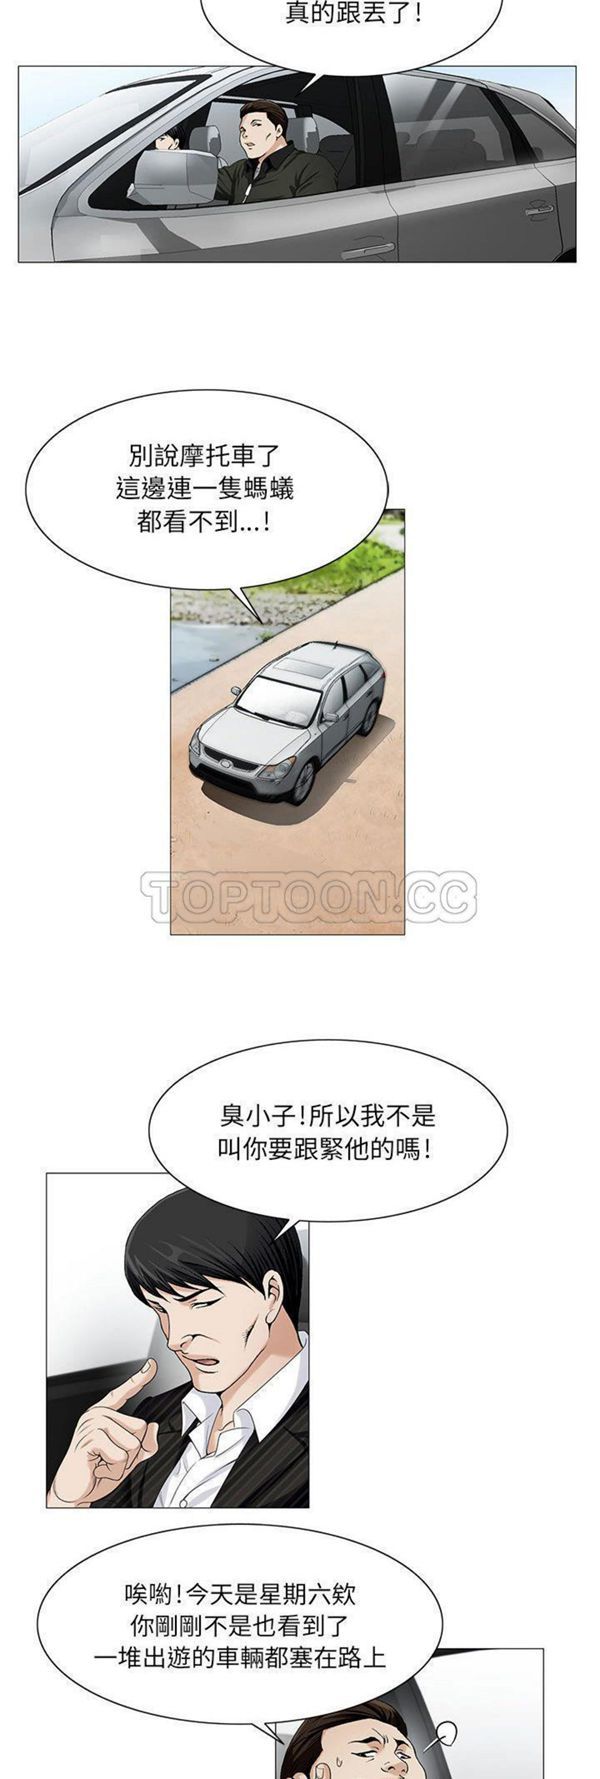 真的跟丟了!
別說摩托車了
這邊連一隻螞蟻
都看不到...!
TOPTOON.CC
臭小子!所以我不是
叫你要跟緊他的嗎!
唉喲!今天是星期六欸
你剛剛不是也看到了
一堆出遊的車輛都塞在路上